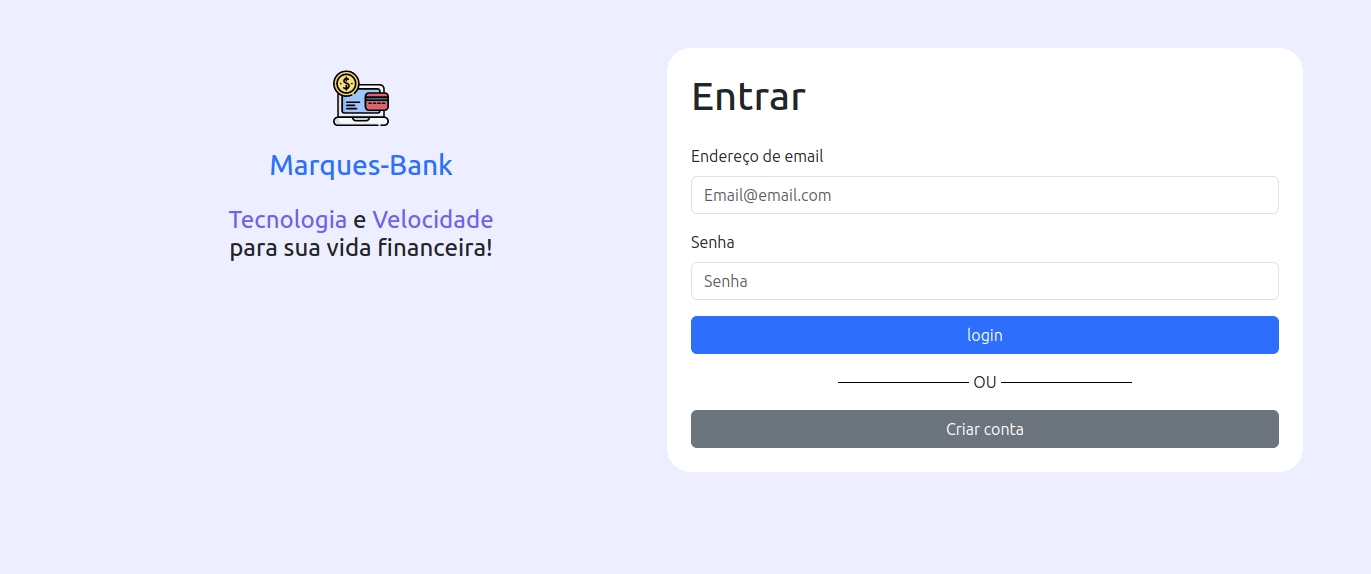 Marques-Bank
Tecnologia e Velocidade
para sua vida financeira!
Entrar
Endereço de email
Email@email.com
Senha
Senha
login
OU
Criar conta